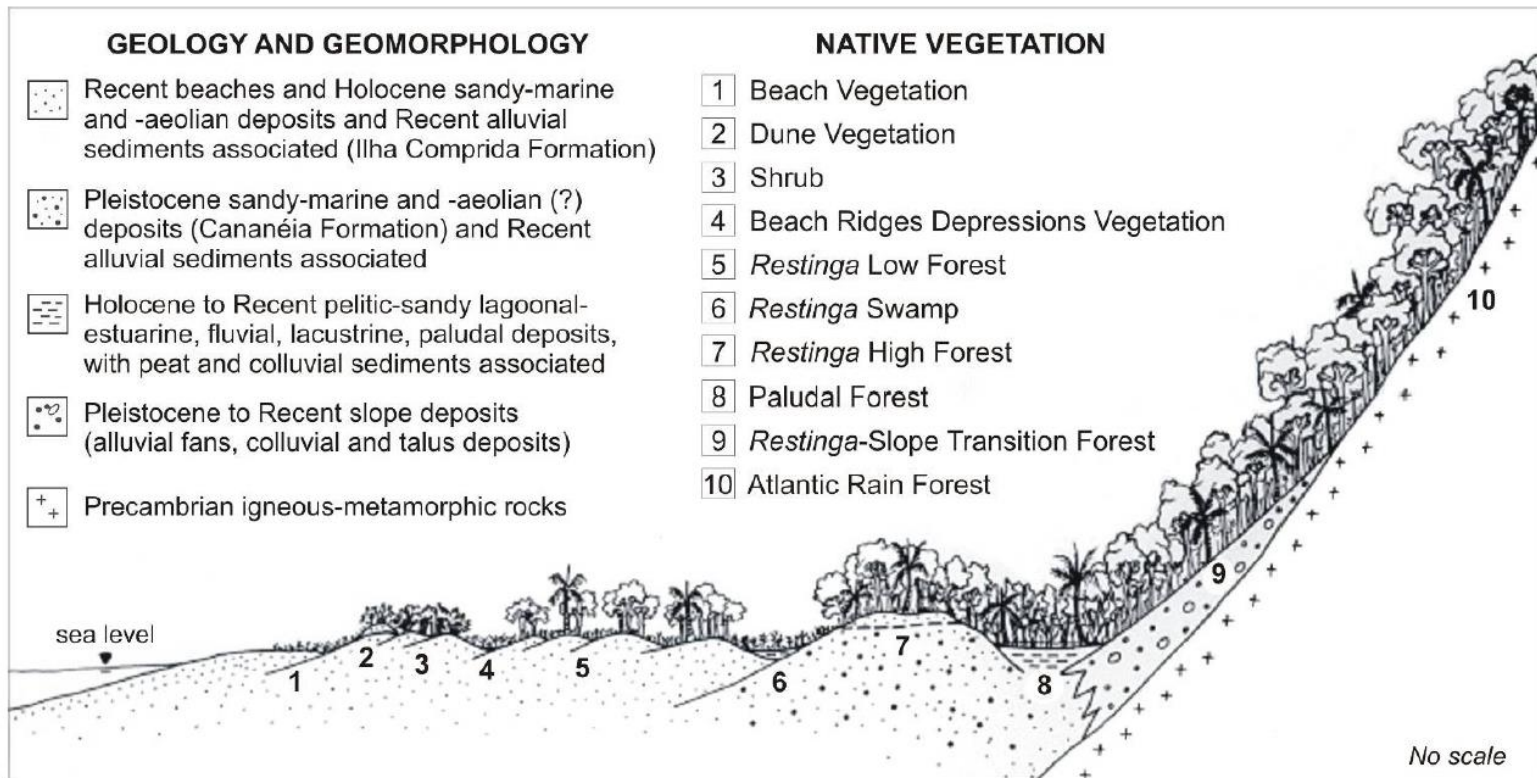 GEOLOGY AND GEOMORPHOLOGY
Recent beaches and Holocene sandy-marine
and -aeolian deposits and Recent alluvial
sediments associated (Ilha Comprida Formation)
Pleistocene sandy-marine and -aeolian (?)
deposits (Cananéia Formation) and Recent
alluvial sediments associated
Holocene to Recent pelitic-sandy lagoonal-
estuarine, fluvial, lacustrine, paludal deposits,
with peat and colluvial sediments associated
Pleistocene to Recent slope deposits
(alluvial fans, colluvial and talus deposits)
Precambrian igneous-metamorphic rocks
NATIVE VEGETATION
1 Beach Vegetation
2 Dune Vegetation
3 Shrub
4 Beach Ridges Depressions Vegetation
5 Restinga Low Forest
6 Restinga Swamp
7 Restinga High Forest
8 Paludal Forest
9 Restinga-Slope Transition Forest
10 Atlantic Rain Forest
sea level
1
2
3
4
5
6
7
8
9
10
No scale